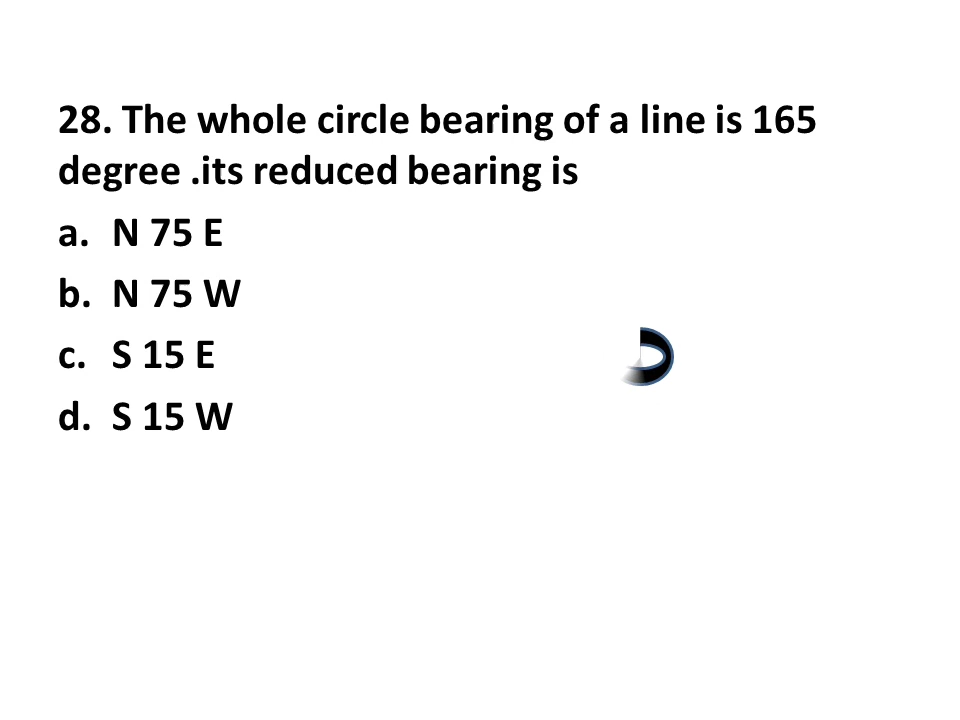 28. The whole circle bearing of a line is 165
degree .its reduced bearing is
a. N 75 E
b. N 75 W
c. S 15 E
d. S 15 W